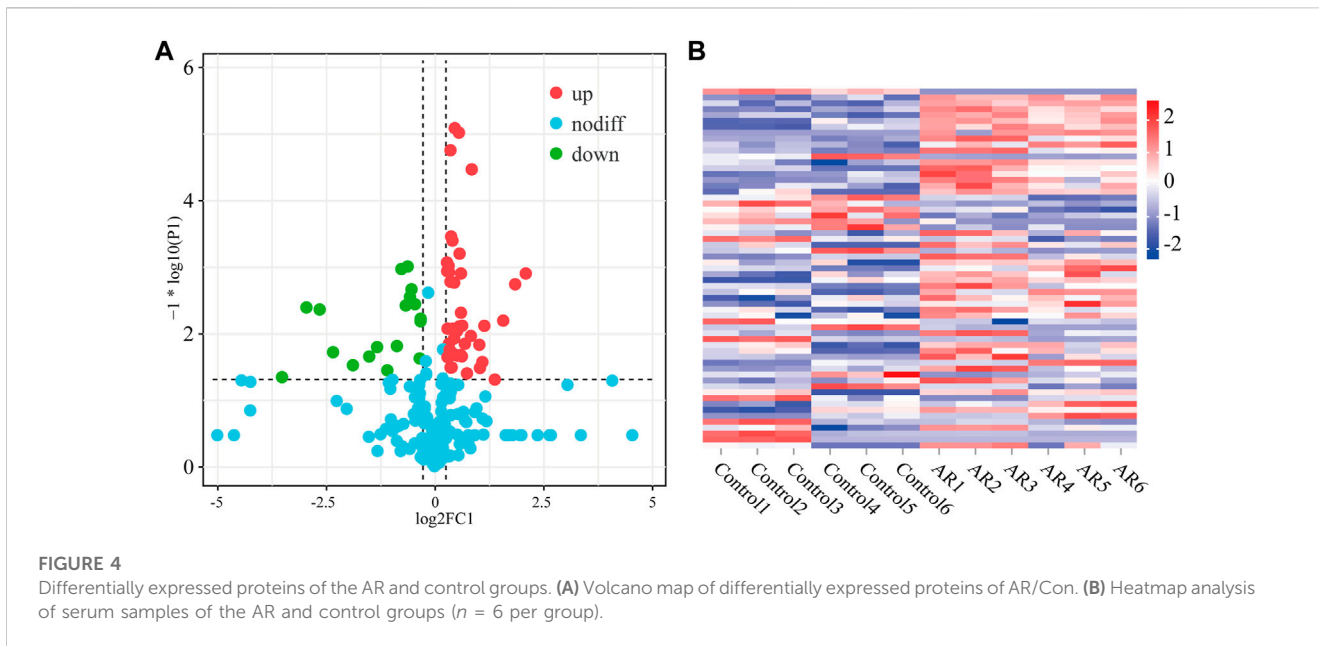 A
6
4
2
0
−1 * log10(P1)
up
nodiff
down
-5
-2.5
0
2.5
5
log2FC1
B
2
1
0
-1
-2
Control1
Control2
Control3
Control4
Control5
Control6
AR1
AR2
AR3
AR4
AR5
AR6
FIGURE 4
Differentially expressed proteins of the AR and control groups. (A) Volcano map of differentially expressed proteins of AR/Con. (B) Heatmap analysis
of serum samples of the AR and control groups (n = 6 per group).